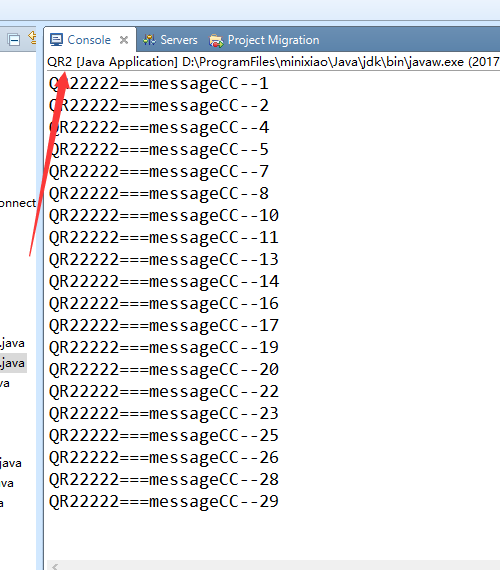 Console Servers Project Migration
QR2 [Java Application] D:\ProgramFiles\minixiao\Java\jdk\bin\javaw.exe (2017
QR22222===messageCC--1
QR22222===messageCC--2
QR22222===messageCC--4
QR22222===messageCC--5
QR22222===messageCC--7
QR22222===messageCC--8
onnect
QR22222===messageCC--10
QR22222===messageCC--11
QR22222===messageCC--13
QR22222===messageCC--14
QR22222===messageCC--16
QR22222===messageCC--17
.java
QR22222===messageCC--19
.java
QR22222===messageCC--20
va
QR22222===messageCC--22
QR22222===messageCC--23
QR22222===messageCC--25
java
QR22222===messageCC--26
va
QR22222===messageCC--28
a
QR22222===messageCC--29